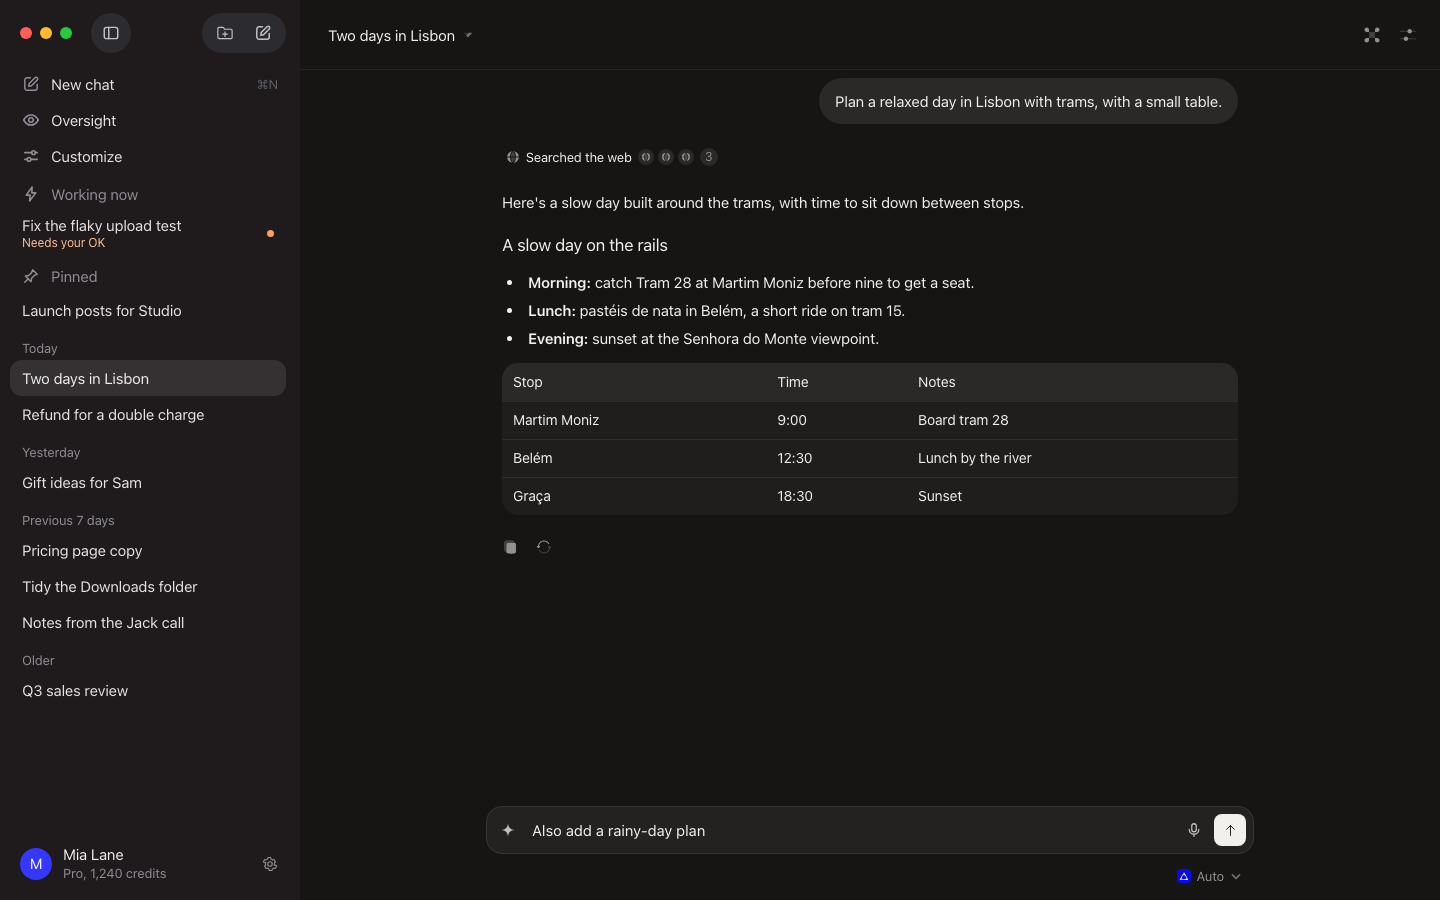 New chat
⌘N
Oversight
Customize
Working now
Fix the flaky upload test
Needs your OK
Pinned
Launch posts for Studio
Today
Two days in Lisbon
Refund for a double charge
Yesterday
Gift ideas for Sam
Previous 7 days
Pricing page copy
Tidy the Downloads folder
Notes from the Jack call
Older
Q3 sales review
M
Mia Lane
Pro, 1,240 credits
Two days in Lisbon
Plan a relaxed day in Lisbon with trams, with a small table.
Searched the web 3
Here's a slow day built around the trams, with time to sit down between stops.
A slow day on the rails
• Morning: catch Tram 28 at Martim Moniz before nine to get a seat.
• Lunch: pastéis de nata in Belém, a short ride on tram 15.
• Evening: sunset at the Senhora do Monte viewpoint.
Stop Time Notes
Martim Moniz 9:00 Board tram 28
Belém 12:30 Lunch by the river
Graça 18:30 Sunset
Also add a rainy-day plan
Auto